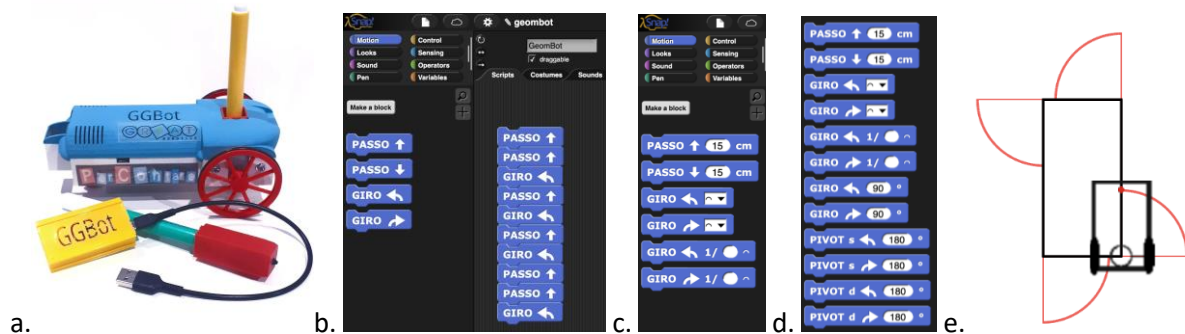 GGBot
GGBOT
PerContare
GGBot
a.
Snap!
geombot
Motion
Control
Looks
Sensing
Sound
Operators
Pen
Variables
GeomBot
draggable
Scripts Costumes Sounds
Make a block
PASSO ↑
PASSO ↓
GIRO ↰
GIRO ↱
PASSO ↑
PASSO ↑
GIRO ↰
PASSO ↑
GIRO ↰
PASSO ↑
GIRO ↰
PASSO ↑
PASSO ↑
GIRO ↰
b.
Snap!
Motion
Control
Looks
Sensing
Sound
Operators
Pen
Variables
Make a block
PASSO ↑ 15 cm
PASSO ↓ 15 cm
GIRO ↰
GIRO ↱
GIRO ↰ 1/
GIRO ↱ 1/
c.
PASSO ↑ 15 cm
PASSO ↓ 15 cm
GIRO ↰
GIRO ↱
GIRO ↰ 1/
GIRO ↱ 1/
GIRO ↰ 90 °
GIRO ↱ 90 °
PIVOT s ↰ 180 °
PIVOT s ↱ 180 °
PIVOT d ↰ 180 °
PIVOT d ↱ 180 °
d.
e.